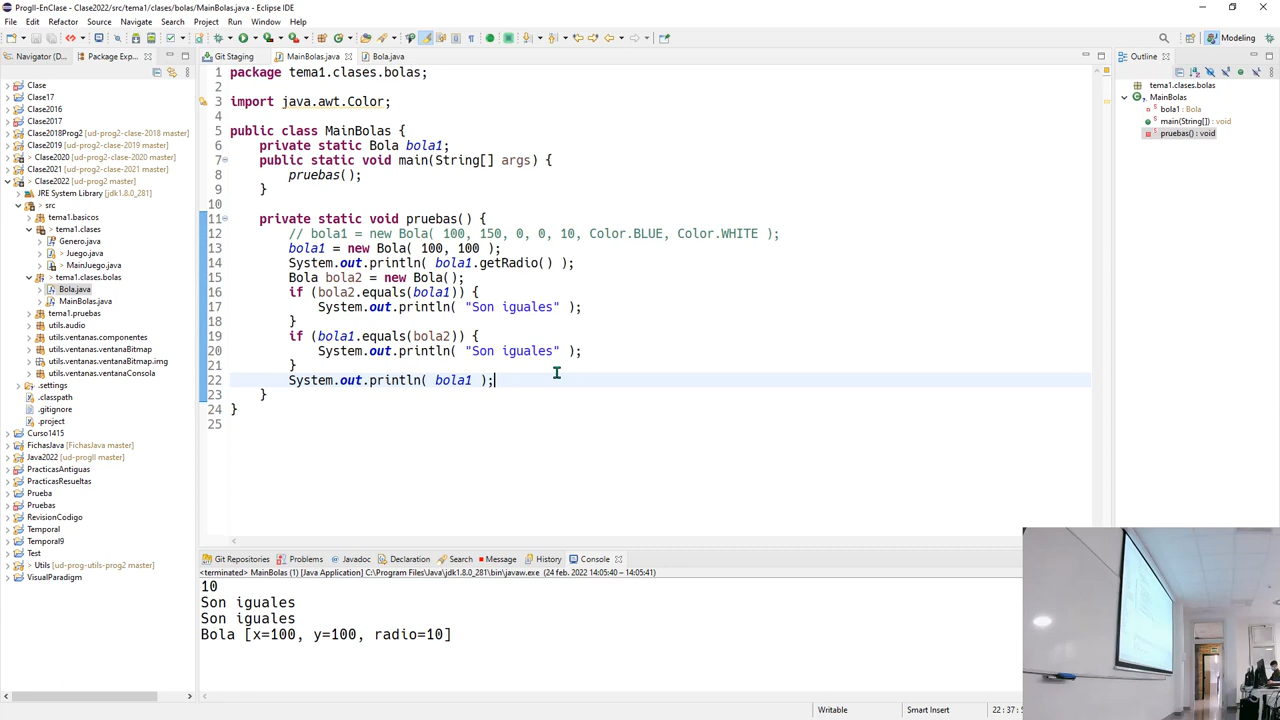 ProgII-EnClase - Clase2022/src/tema1/clases/bolas/MainBolas.java - Eclipse IDE
File Edit Refactor Source Navigate Search Project Run Window Help
Modeling
Navigator (D...
Package Exp...
Git Staging
MainBolas.java
Bola.java
Outline
Clase
Clase17
Clase2016
Clase2017
Clase2018Prog2 [ud-prog2-clase-2018 master]
Clase2019 [ud-prog2-clase-2019 master]
> Clase2020 [ud-prog2-clase-2020 master]
Clase2021 [ud-prog2-clase-2021 master]
> Clase2022 [ud-prog2 master]
JRE System Library [jdk1.8.0_281]
> src
tema1.basicos
> tema1.clases
Genero.java
> Juego.java
> MainJuego.java
> tema1.clases.bolas
Bola.java
MainBolas.java
tema1.pruebas
utils.audio
utils.ventanas.componentes
utils.ventanas.ventanaBitmap
utils.ventanas.ventanaBitmap.img
utils.ventanas.ventanaConsola
.settings
.classpath
.gitignore
.project
Curso1415
FichasJava [FichasJava master]
Java2022 [ud-progII master]
PracticasAntiguas
PracticasResueltas
Prueba
Pruebas
RevisionCodigo
Temporal
Temporal9
Test
> Utils [ud-prog-utils-prog2 master]
VisualParadigm
1 package tema1.clases.bolas;
2
3 import java.awt.Color;
4
5 public class MainBolas {
6 private static Bola bola1;
7 public static void main(String[] args) {
8 pruebas();
9 }
10
11 private static void pruebas() {
12 // bola1 = new Bola( 100, 150, 0, 0, 10, Color.BLUE, Color.WHITE );
13 bola1 = new Bola( 100, 100 );
14 System.out.println( bola1.getRadio() );
15 Bola bola2 = new Bola();
16 if (bola2.equals(bola1)) {
17 System.out.println( "Son iguales" );
18 }
19 if (bola1.equals(bola2)) {
20 System.out.println( "Son iguales" );
21 }
22 System.out.println( bola1 );
23 }
24 }
25
tema1.clases.bolas
MainBolas
bola1 : Bola
main(String[]) : void
pruebas() : void
Git Repositories
Problems
Javadoc
Declaration
Search
Message
History
Console
<terminated> MainBolas (1) [Java Application] C:\Program Files\Java\jdk1.8.0_281\bin\javaw.exe (24 feb. 2022 14:05:40 – 14:05:41)
10
Son iguales
Son iguales
Bola [x=100, y=100, radio=10]
Writable
Smart Insert